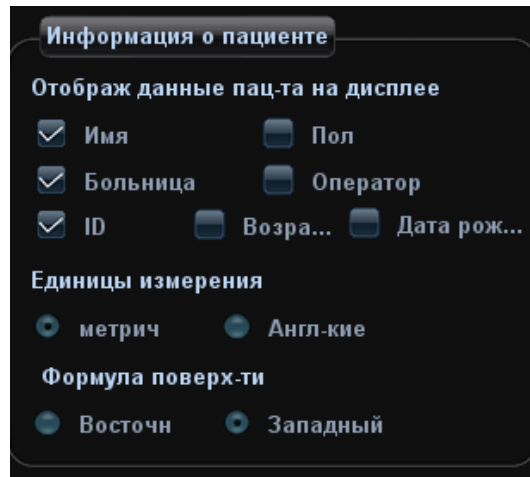 Информация о пациенте
Отображ данные пац-та на дисплее
Имя Пол
Больница Оператор
ID Возра... Дата рож...
Единицы измерения
метрич Англ-кие
Формула поверх-ти
Восточн Западный